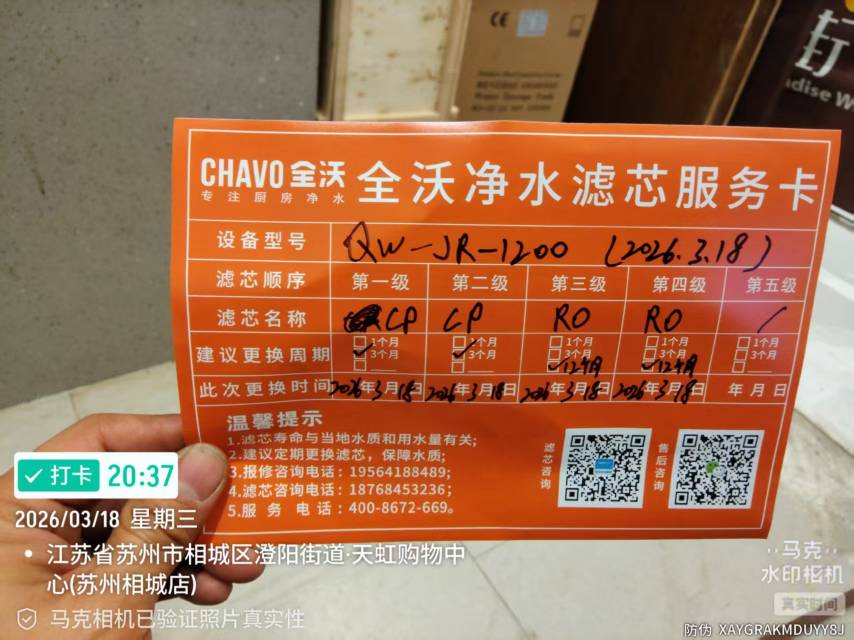 CHAVO 全沃
专注厨房净水
全沃净水滤芯服务卡
设备型号 QW-JR-1200 (2026.3.18)
滤芯顺序 第一级 第二级 第三级 第四级 第五级
滤芯名称 CP CP RO RO /
建议更换周期 1个月 1个月 1个月 1个月 1个月
3个月 3个月 3个月 3个月 3个月
12个月 12个月
此次更换时间 2026年3月18日 2026年3月18日 2026年3月18日 2026年3月18日 年月日
温馨提示
1.滤芯寿命与当地水质和用水量有关;
2.建议定期更换滤芯，保障水质;
3.报修咨询电话：19564188489;
4.滤芯咨询电话：18768453236;
5.服务电话：400-8672-669。
滤芯咨询
售后咨询
打卡 20:37
2026/03/18 星期三
江苏省苏州市相城区澄阳街道·天虹购物中
心(苏州相城店)
马克相机已验证照片真实性
马克
水印相机
真实时间
防伪 XAYGRAKMDUYY8J
CE
打